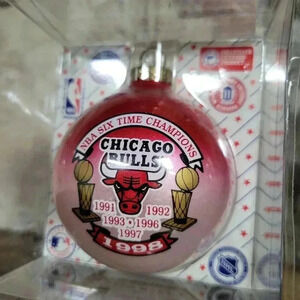 NBA SIX TIME CHAMPIONS
CHICAGO
BULLS
1991 1992
1993 • 1996
1997
1998